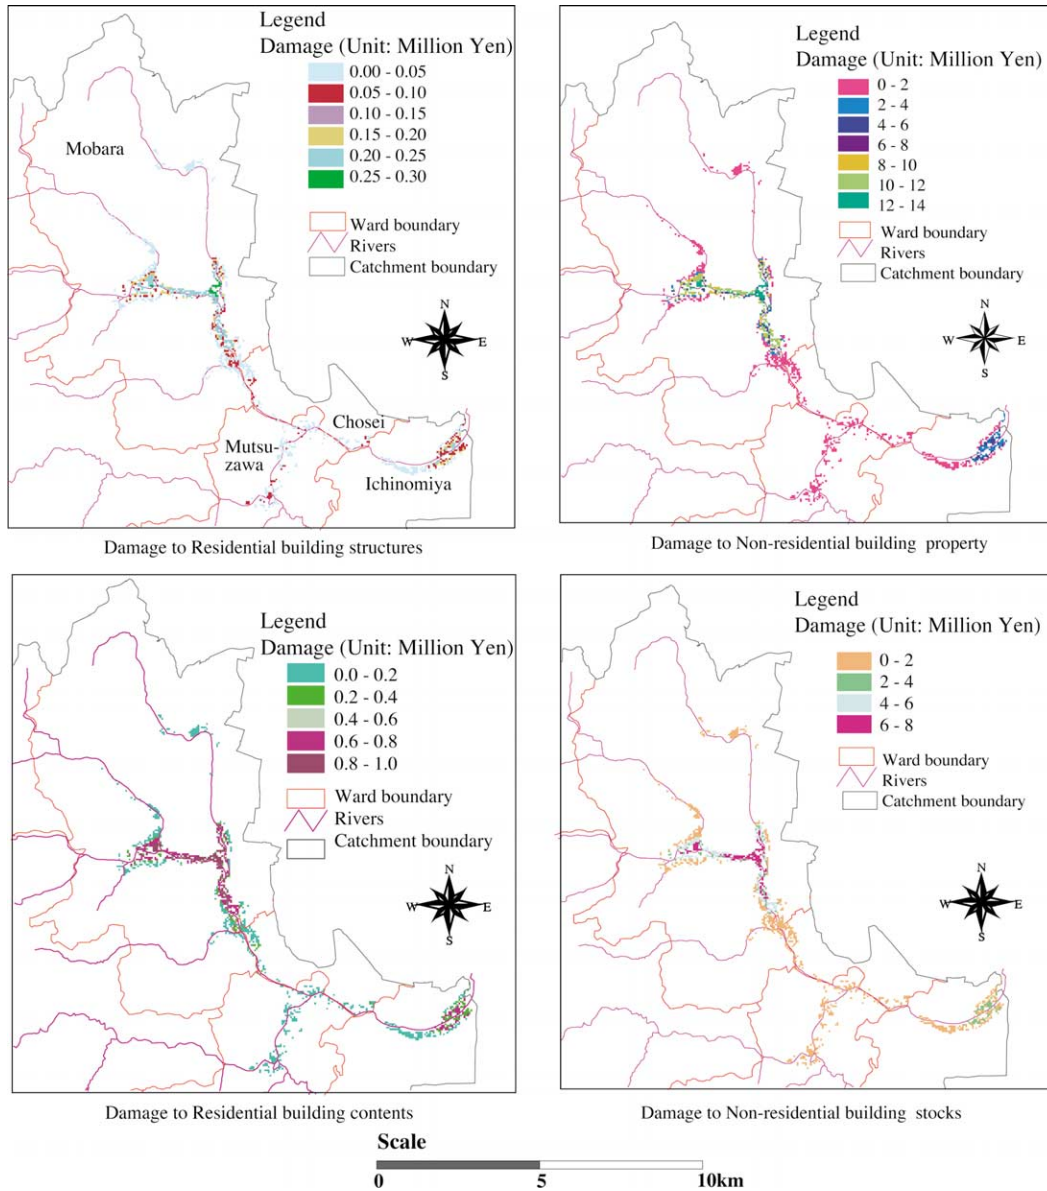 Legend
Damage (Unit: Million Yen)
0.00 - 0.05
0.05 - 0.10
0.10 - 0.15
0.15 - 0.20
0.20 - 0.25
0.25 - 0.30
Ward boundary
Rivers
Catchment boundary
Mobara
N
W E
S
Chosei
Mutsu-
zawa
Ichinomiya
Damage to Residential building structures
Legend
Damage (Unit: Million Yen)
0 - 2
2 - 4
4 - 6
6 - 8
8 - 10
10 - 12
12 - 14
Ward boundary
Rivers
Catchment boundary
N
W E
S
Damage to Non-residential building property
Legend
Damage (Unit: Million Yen)
0.0 - 0.2
0.2 - 0.4
0.4 - 0.6
0.6 - 0.8
0.8 - 1.0
Ward boundary
Rivers
Catchment boundary
N
W E
S
Damage to Residential building contents
Legend
Damage (Unit: Million Yen)
0 - 2
2 - 4
4 - 6
6 - 8
Ward boundary
Rivers
Catchment boundary
N
W E
S
Damage to Non-residential building stocks
Scale
0 5 10km